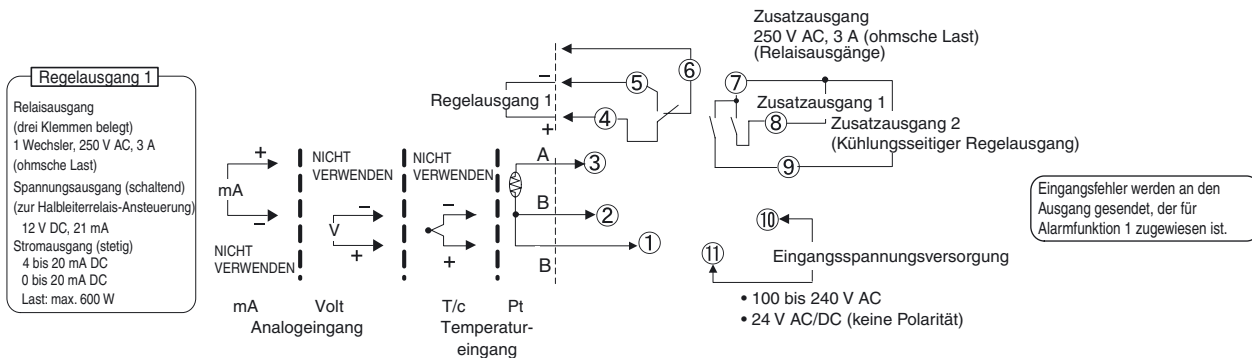 Regelausgang 1
Relaisausgang
(drei Klemmen belegt)
1 Wechsler, 250 V AC, 3 A
(ohmsche Last)
Spannungsausgang (schaltend)
(zur Halbleiterrelais-Ansteuerung)
12 V DC, 21 mA
Stromausgang (stetig)
4 bis 20 mA DC
0 bis 20 mA DC
Last: max. 600 W
+
mA
−
NICHT
VERWENDEN
NICHT
VERWENDEN
−
V
+
NICHT
VERWENDEN
−
+
A
B
B
③
②
①
mA
Volt
Analogeingang
T/c
Pt
Temperatur-
eingang
Regelausgang 1
−
+
⑥
⑤
④
Zusatzausgang
250 V AC, 3 A (ohmsche Last)
(Relaisausgänge)
⑦
Zusatzausgang 1
⑧
Zusatzausgang 2
(Kühlungsseitiger Regelausgang)
⑨
⑩
⑪
Eingangsspannungsversorgung
• 100 bis 240 V AC
• 24 V AC/DC (keine Polarität)
Eingangsfehler werden an den
Ausgang gesendet, der für
Alarmfunktion 1 zugewiesen ist.